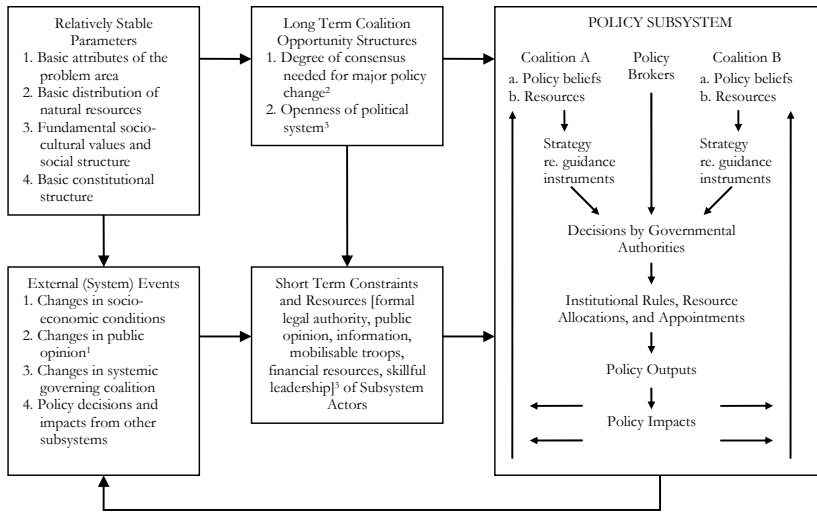 Relatively Stable
Parameters
1. Basic attributes of the
problem area
2. Basic distribution of
natural resources
3. Fundamental socio-
cultural values and
social structure
4. Basic constitutional
structure
Long Term Coalition
Opportunity Structures
1. Degree of consensus
needed for major policy
change²
2. Openness of political
system³
External (System) Events
1. Changes in socio-
economic conditions
2. Changes in public
opinion¹
3. Changes in systemic
governing coalition
4. Policy decisions and
impacts from other
subsystems
Short Term Constraints
and Resources [formal
legal authority, public
opinion, information,
mobilisable troops,
financial resources, skillful
leadership]³ of Subsystem
Actors
POLICY SUBSYSTEM
Coalition A
a. Policy beliefs
b. Resources
Policy
Brokers
Coalition B
a. Policy beliefs
b. Resources
Strategy
re. guidance
instruments
Strategy
re. guidance
instruments
Decisions by Governmental
Authorities
Institutional Rules, Resource
Allocations, and Appointments
Policy Outputs
Policy Impacts